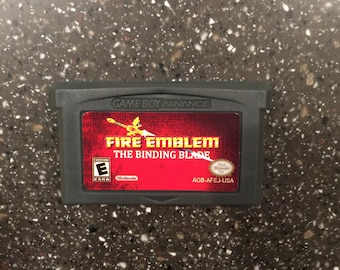 GAME BOY ADVANCE
FIRE EMBLEM
THE BINDING BLADE
E
Nintendo
AGB-AFEJ-USA